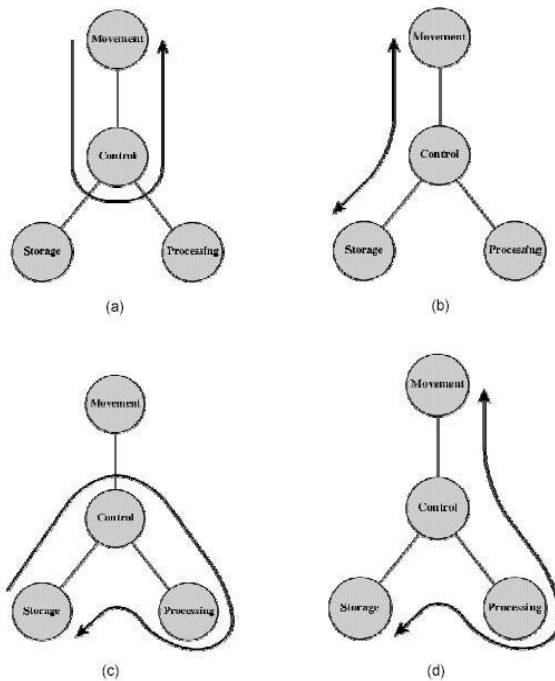 Movement
Control
Storage
Processing
(a)
Movement
Control
Storage
Processing
(b)
Movement
Control
Storage
Processing
(c)
Movement
Control
Storage
Processing
(d)